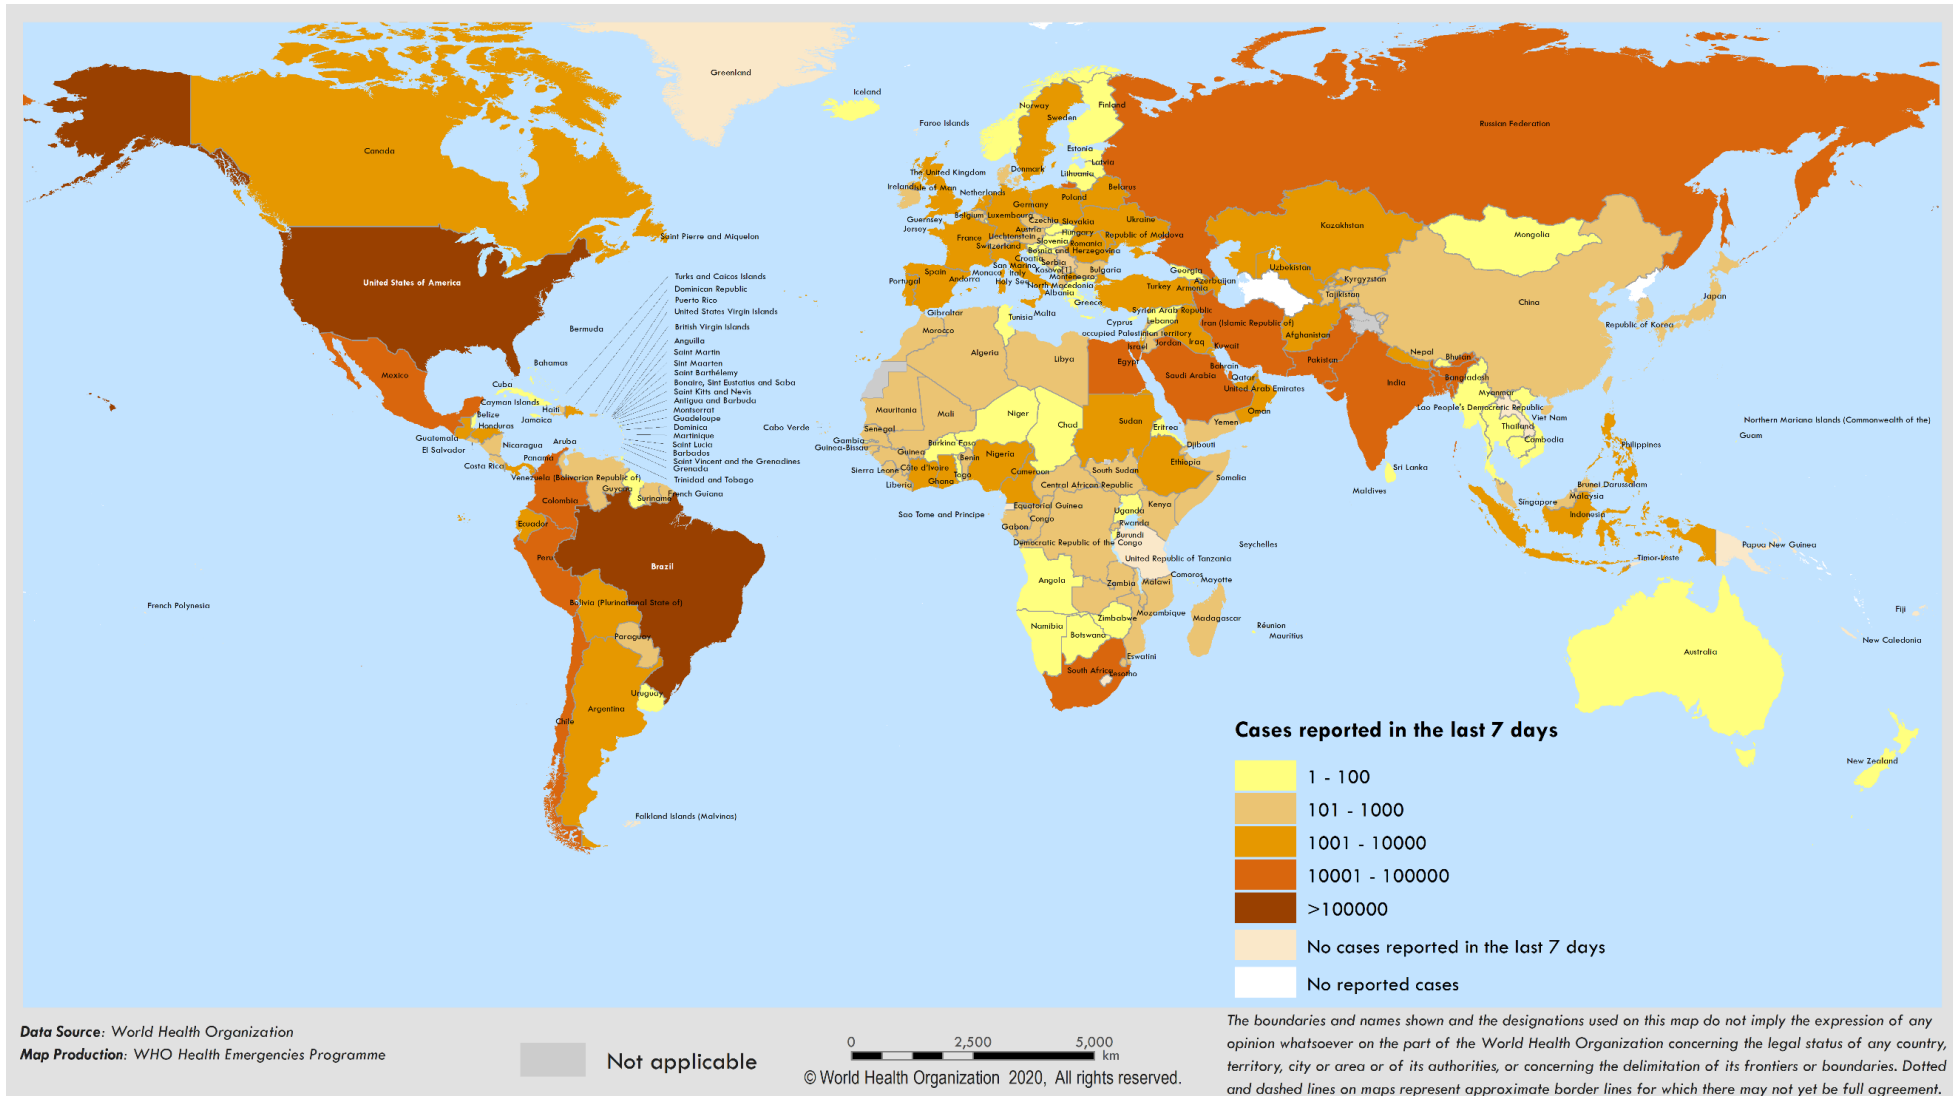 Greenland
Iceland
Faroe Islands
Norway
Sweden
Finland
Russian Federation
Canada
Estonia
Latvia
Lithuania
Denmark
The United Kingdom
Ireland
Isle of Man
Netherlands
Belarus
Poland
Germany
Belgium
Luxembourg
Guernsey
Jersey
Czechia
Slovakia
Ukraine
Austria
Hungary
Republic of Moldova
France
Liechtenstein
Switzerland
Slovenia
Romania
Bosnia and Herzegovina
Croatia
Serbia
San Marino
Monaco
Italy
Kosovo[1]
Bulgaria
Montenegro
Holy See
North Macedonia
Albania
Greece
Spain
Andorra
Portugal
Gibraltar
Malta
Tunisia
Georgia
Azerbaijan
Turkey
Armenia
Kazakhstan
Uzbekistan
Kyrgyzstan
Tajikistan
Mongolia
China
Japan
Republic of Korea
Saint Pierre and Miquelon
United States of America
Mexico
Bermuda
Bahamas
Cuba
Cayman Islands
Haiti
Belize
Jamaica
Honduras
Guatemala
El Salvador
Nicaragua
Aruba
Costa Rica
Panama
Turks and Caicos Islands
Dominican Republic
Puerto Rico
United States Virgin Islands
British Virgin Islands
Anguilla
Saint Martin
Sint Maarten
Saint Barthélemy
Bonaire, Sint Eustatius and Saba
Saint Kitts and Nevis
Antigua and Barbuda
Montserrat
Guadeloupe
Dominica
Martinique
Saint Lucia
Barbados
Saint Vincent and the Grenadines
Grenada
Trinidad and Tobago
Venezuela (Bolivarian Republic of)
Guyana
Suriname
French Guiana
Colombia
Ecuador
Peru
Brazil
Bolivia (Plurinational State of)
Paraguay
Uruguay
Argentina
Chile
Falkland Islands (Malvinas)
French Polynesia
Cabo Verde
Morocco
Algeria
Libya
Egypt
Mauritania
Mali
Niger
Chad
Sudan
Eritrea
Djibouti
Senegal
Gambia
Guinea-Bissau
Guinea
Sierra Leone
Liberia
Burkina Faso
Côte d'Ivoire
Ghana
Togo
Benin
Nigeria
Cameroon
Central African Republic
South Sudan
Ethiopia
Somalia
Sao Tome and Principe
Equatorial Guinea
Gabon
Congo
Democratic Republic of the Congo
Uganda
Kenya
Rwanda
Burundi
United Republic of Tanzania
Seychelles
Comoros
Mayotte
Angola
Zambia
Malawi
Mozambique
Madagascar
Zimbabwe
Namibia
Botswana
Réunion
Mauritius
Eswatini
South Africa
Lesotho
Cyprus
Syrian Arab Republic
Lebanon
occupied Palestinian territory
Israel
Jordan
Iraq
Iran (Islamic Republic of)
Kuwait
Bahrain
Qatar
Saudi Arabia
United Arab Emirates
Oman
Yemen
Afghanistan
Pakistan
India
Nepal
Bhutan
Bangladesh
Myanmar
Lao People's Democratic Republic
Viet Nam
Thailand
Cambodia
Sri Lanka
Maldives
Philippines
Brunei Darussalam
Malaysia
Singapore
Indonesia
Timor-Leste
Papua New Guinea
Northern Mariana Islands (Commonwealth of the)
Guam
Fiji
New Caledonia
Australia
New Zealand
Cases reported in the last 7 days
1 - 100
101 - 1000
1001 - 10000
10001 - 100000
>100000
No cases reported in the last 7 days
No reported cases
Data Source: World Health Organization
Map Production: WHO Health Emergencies Programme
Not applicable
0 2,500 5,000
km
© World Health Organization 2020, All rights reserved.
The boundaries and names shown and the designations used on this map do not imply the expression of any
opinion whatsoever on the part of the World Health Organization concerning the legal status of any country,
territory, city or area or of its authorities, or concerning the delimitation of its frontiers or boundaries. Dotted
and dashed lines on maps represent approximate border lines for which there may not yet be full agreement.